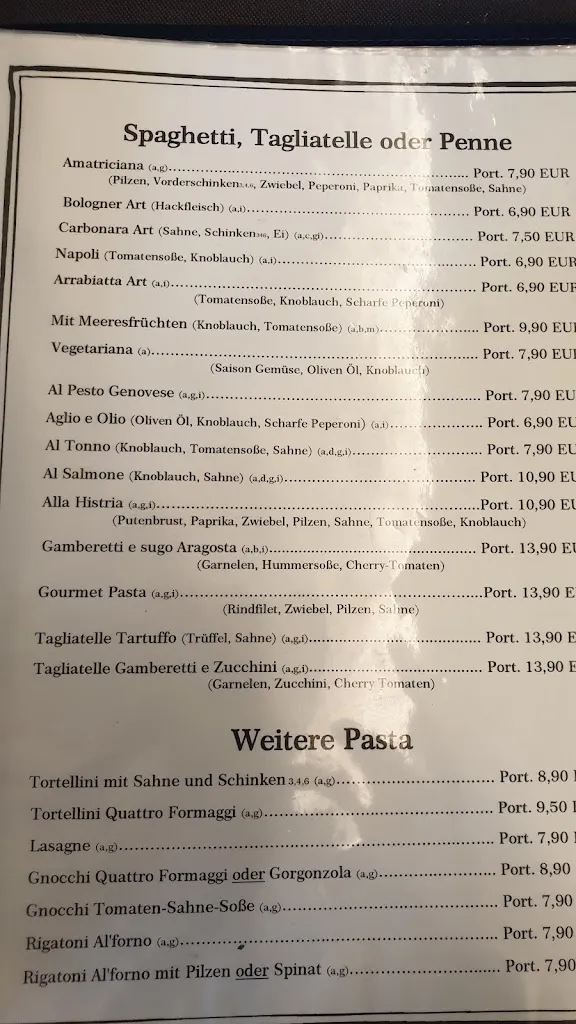 Spaghetti, Tagliatelle oder Penne
Amatriciana (a,g)........ Port. 7,90 EUR
(Pilzen, Vorderschinken3,4,6, Zwiebel, Peperoni, Paprika, Tomatensoße, Sahne)
Bologner Art (Hackfleisch) (a,i)........ Port. 6,90 EUR
Carbonara Art (Sahne, Schinken346, Ei) (a,c,gi)........ Port. 7,50 EUR
Napoli (Tomatensoße, Knoblauch) (a,i)........ Port. 6,90 EUR
Arrabiatta Art (a,i)........ Port. 6,90 EUR
(Tomatensoße, Knoblauch, Scharfe Peperoni)
Mit Meeresfrüchten (Knoblauch, Tomatensoße) (a,b,m)........ Port. 9,90 EU
Vegetariana (a)........ Port. 7,90 EU
(Saison Gemüse, Oliven Öl, Knoblauch)
Al Pesto Genovese (a,g,i)........ Port. 7,90 EU
Aglio e Olio (Oliven Öl, Knoblauch, Scharfe Peperoni) (a,i)........ Port. 6,90 EU
Al Tonno (Knoblauch, Tomatensoße, Sahne) (a,d,g,i)........ Port. 7,90 EU
Al Salmone (Knoblauch, Sahne) (a,d,g,i)........ Port. 10,90 EU
Alla Histria (a,g,i)........Port. 10,90 EU
(Putenbrust, Paprika, Zwiebel, Pilzen, Sahne, Tomatensoße, Knoblauch)
Gamberetti e sugo Aragosta (a,b,i)........ Port. 13,90 EU
(Garnelen, Hummersoße, Cherry-Tomaten)
Gourmet Pasta (a,g,i)........Port. 13,90 E
(Rindfilet, Zwiebel, Pilzen, Sahne)
Tagliatelle Tartuffo (Trüffel, Sahne) (a,g,i)........ Port. 13,90 E
Tagliatelle Gamberetti e Zucchini (a,g,i)........ Port. 13,90 E
(Garnelen, Zucchini, Cherry Tomaten)
Weitere Pasta
Tortellini mit Sahne und Schinken 3,4,6 (a,g)........ Port. 8,90
Tortellini Quattro Formaggi (a,g)........ Port. 9,50
Lasagne (a,g)........ Port. 7,90
Gnocchi Quattro Formaggi oder Gorgonzola (a,g)........ Port. 8,90
Gnocchi Tomaten-Sahne-Soße (a,g)........ Port. 7,90
Rigatoni Al'forno (a,g)........ Port. 7,90
Rigatoni Al'forno mit Pilzen oder Spinat (a,g)........ Port. 7,90